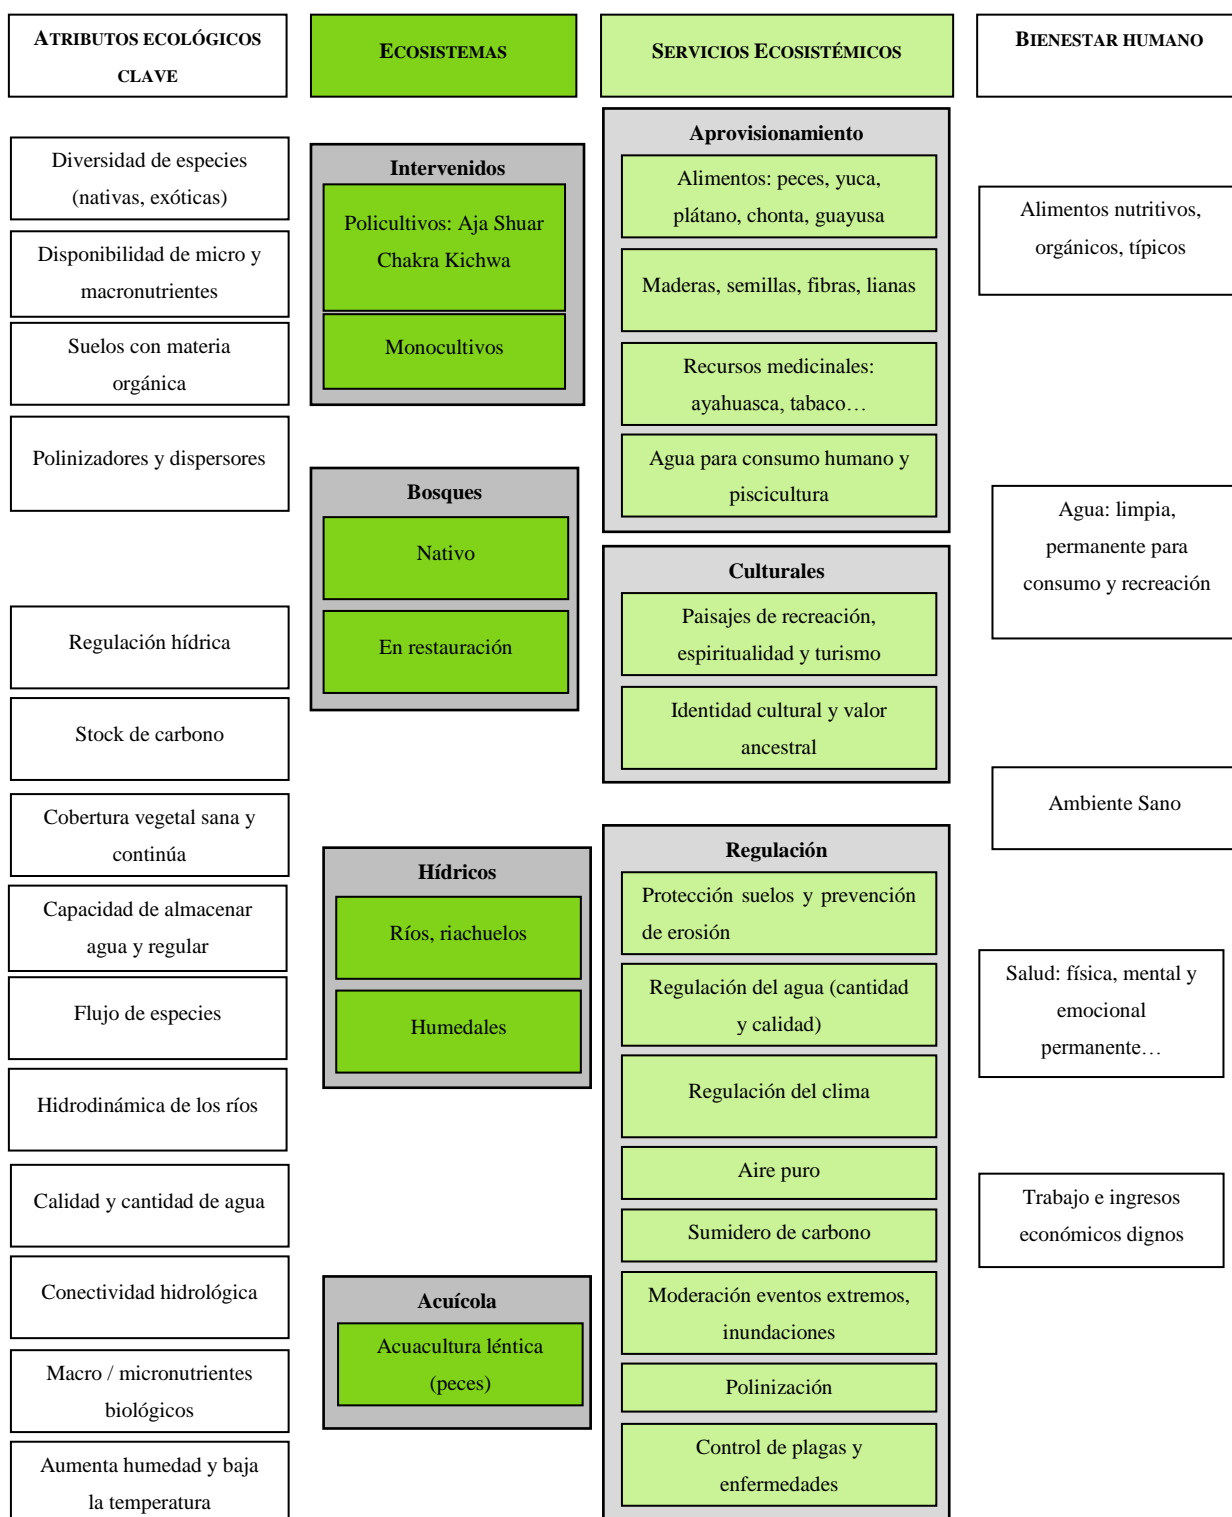 ATRIBUTOS ECOLÓGICOS
CLAVE
Diversidad de especies
(nativas, exóticas)
Disponibilidad de micro y
macronutrientes
Suelos con materia
orgánica
Polinizadores y dispersores
Regulación hídrica
Stock de carbono
Cobertura vegetal sana y
continúa
Capacidad de almacenar
agua y regular
Flujo de especies
Hidrodinámica de los ríos
Calidad y cantidad de agua
Conectividad hidrológica
Macro / micronutrientes
biológicos
Aumenta humedad y baja
la temperatura
ECOSISTEMAS
Intervenidos
Policultivos: Aja Shuar
Chakra Kichwa
Monocultivos
Bosques
Nativo
En restauración
Hídricos
Ríos, riachuelos
Humedales
Acuícola
Acuacultura léntica
(peces)
SERVICIOS ECOSISTÉMICOS
Aprovisionamiento
Alimentos: peces, yuca,
plátano, chonta, guayusa
Maderas, semillas, fibras, lianas
Recursos medicinales:
ayahuasca, tabaco…
Agua para consumo humano y
piscicultura
Culturales
Paisajes de recreación,
espiritualidad y turismo
Identidad cultural y valor
ancestral
Regulación
Protección suelos y prevención
de erosión
Regulación del agua (cantidad
y calidad)
Regulación del clima
Aire puro
Sumidero de carbono
Moderación eventos extremos,
inundaciones
Polinización
Control de plagas y
enfermedades
BIENESTAR HUMANO
Alimentos nutritivos,
orgánicos, típicos
Agua: limpia,
permanente para
consumo y recreación
Ambiente Sano
Salud: física, mental y
emocional
permanente…
Trabajo e ingresos
económicos dignos